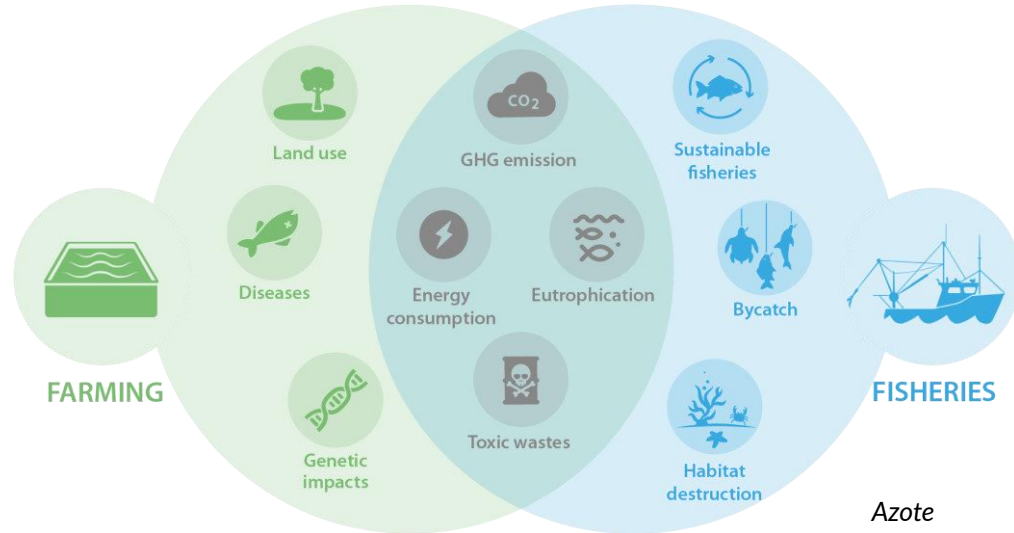 Land use
CO2
GHG emission
Sustainable
fisheries
Diseases
Energy
consumption
Eutrophication
Bycatch
FARMING
FISHERIES
Genetic
impacts
Toxic wastes
Habitat
destruction
Azote